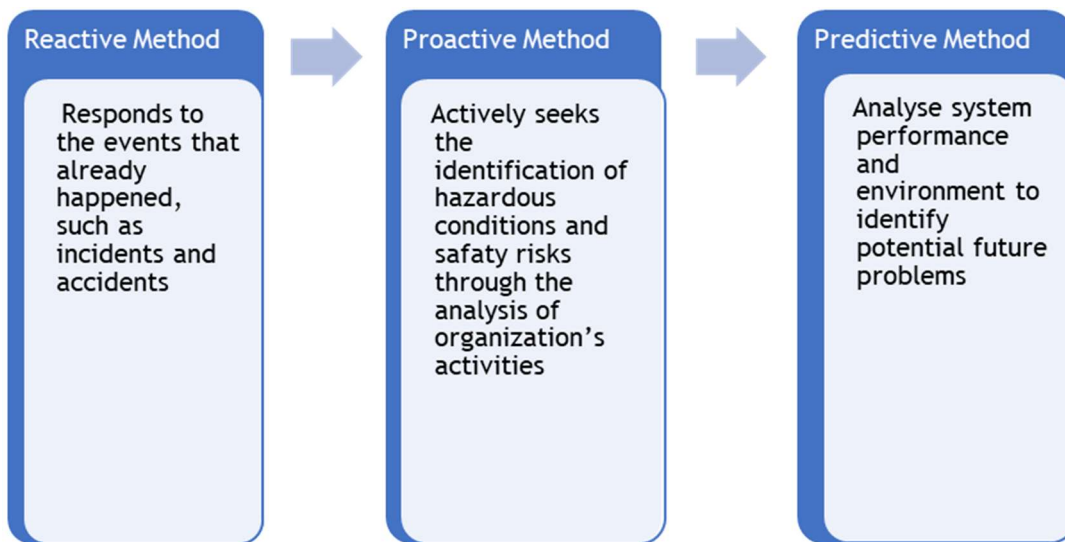 Reactive Method
Responds to
the events that
already
happened,
such as
incidents and
accidents
Proactive Method
Actively seeks
the
identification of
hazardous
conditions and
safaty risks
through the
analysis of
organization’s
activities
Predictive Method
Analyse system
performance
and
environment to
identify
potential future
problems